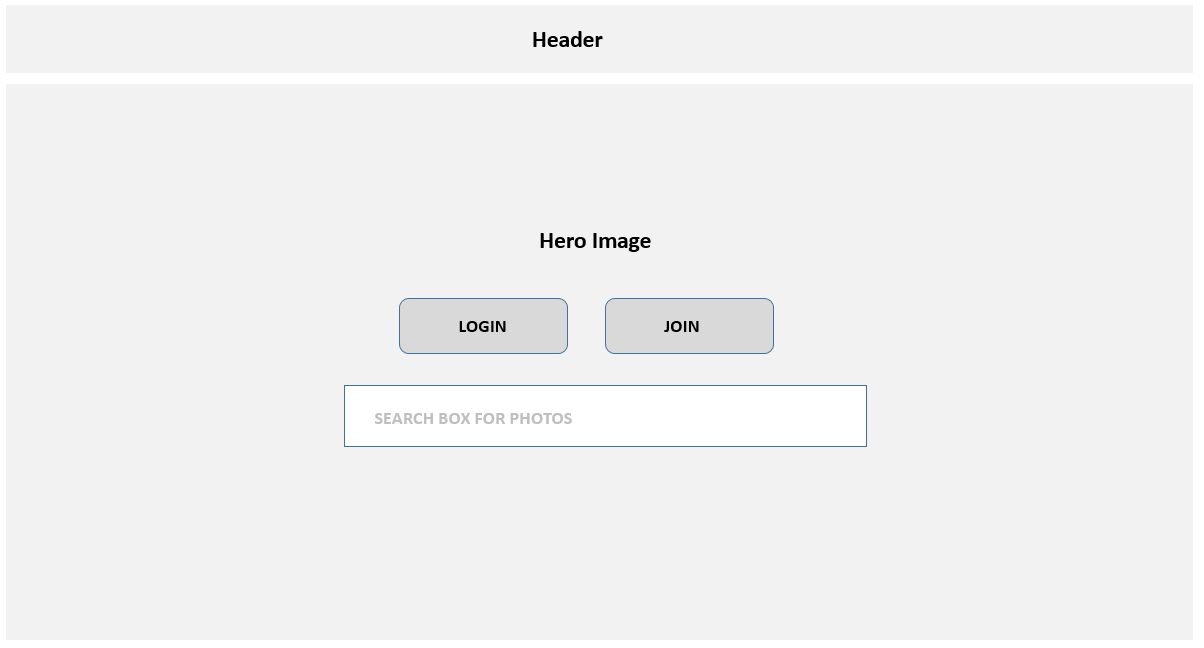 Header
Hero Image
LOGIN
JOIN
SEARCH BOX FOR PHOTOS